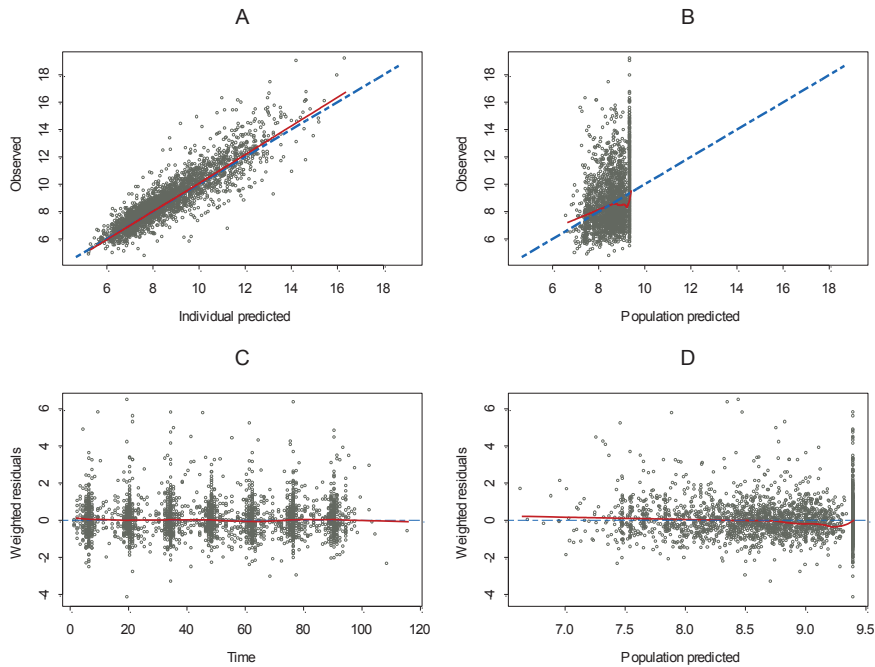 A
18
16
14
12
10
8
6
Observed
6 8 10 12 14 16 18
Individual predicted
B
18
16
14
12
10
8
6
Observed
6 8 10 12 14 16 18
Population predicted
C
6
4
2
0
-2
-4
Weighted residuals
0 20 40 60 80 100 120
Time
D
6
4
2
0
-2
-4
Weighted residuals
7.0 7.5 8.0 8.5 9.0 9.5
Population predicted